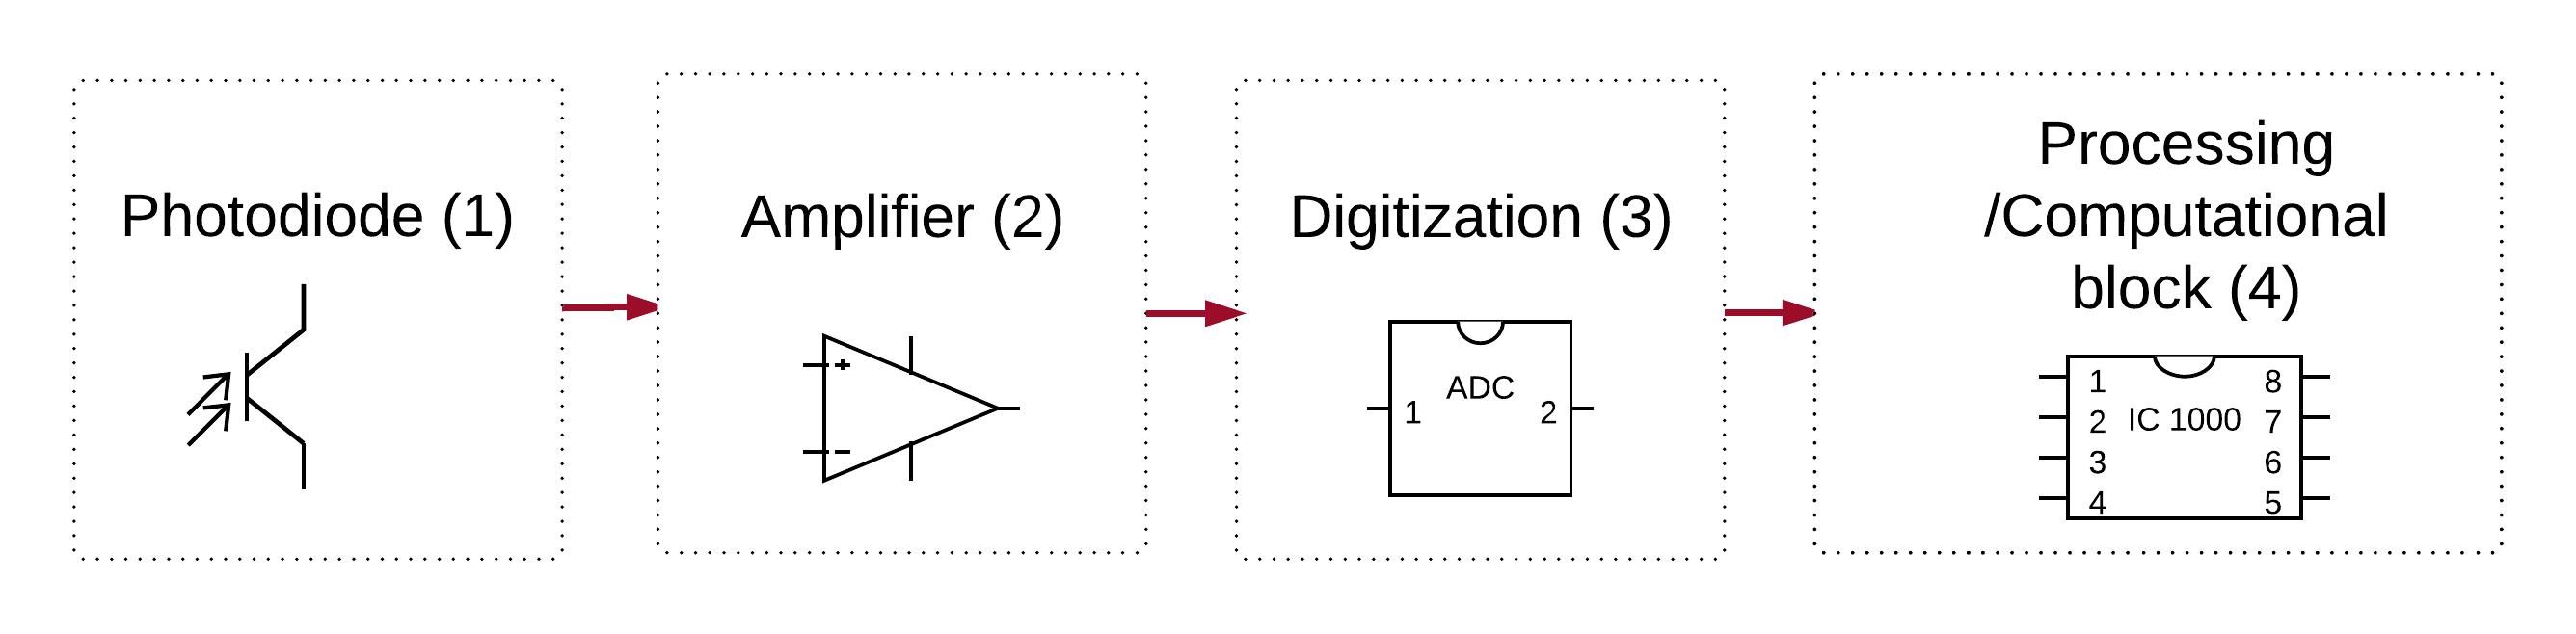 Photodiode (1)
Amplifier (2)
+
-
Digitization (3)
ADC
1
2
Processing
/Computational
block (4)
1
8
2
IC 1000
7
3
6
4
5